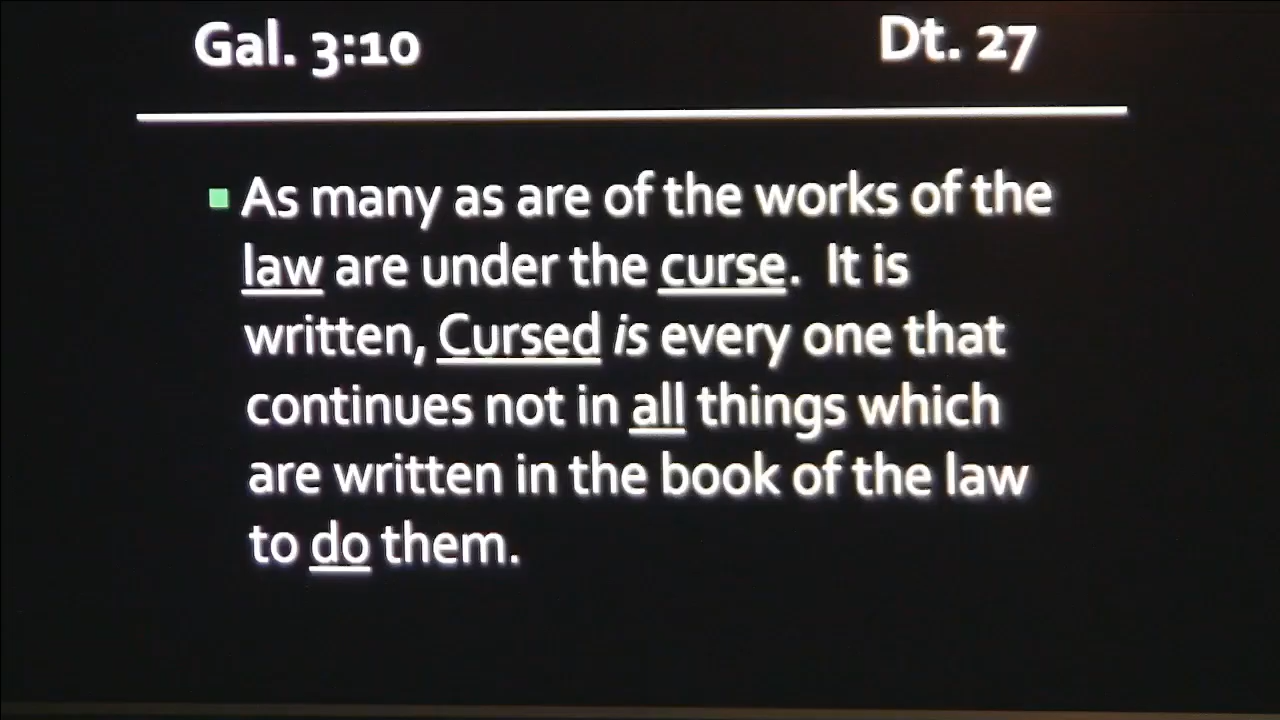 Gal. 3:10 Dt. 27
As many as are of the works of the
law are under the curse. It is
written, Cursed is every one that
continues not in all things which
are written in the book of the law
to do them.